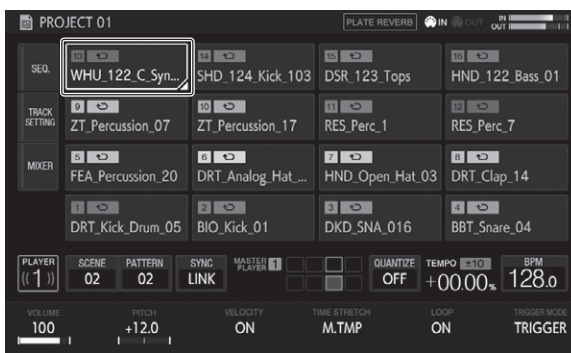 PROJECT 01 PLATE REVERB IN OUT IN OUT
SEQ.
13 14 15 16
WHU_122_C_Syn... SHD_124_Kick_103 DSR_123_Tops HND_122_Bass_01
TRACK SETTING
9 10 11 12
ZT_Percussion_07 ZT_Percussion_17 RES_Perc_1 RES_Perc_7
MIXER
5 6 7 8
FEA_Percussion_20 DRT_Analog_Hat_... HND_Open_Hat_03 DRT_Clap_14
1 2 3 4
DRT_Kick_Drum_05 BIO_Kick_01 DKD_SNA_016 BBT_Snare_04
PLAYER SCENE PATTERN SYNC MASTER PLAYER 1 QUANTIZE TEMPO ±10 BPM
1 02 02 LINK OFF +00.00% 128.0
VOLUME PITCH VELOCITY TIME STRETCH LOOP TRIGGER MODE
100 +12.0 ON M.TMP ON TRIGGER